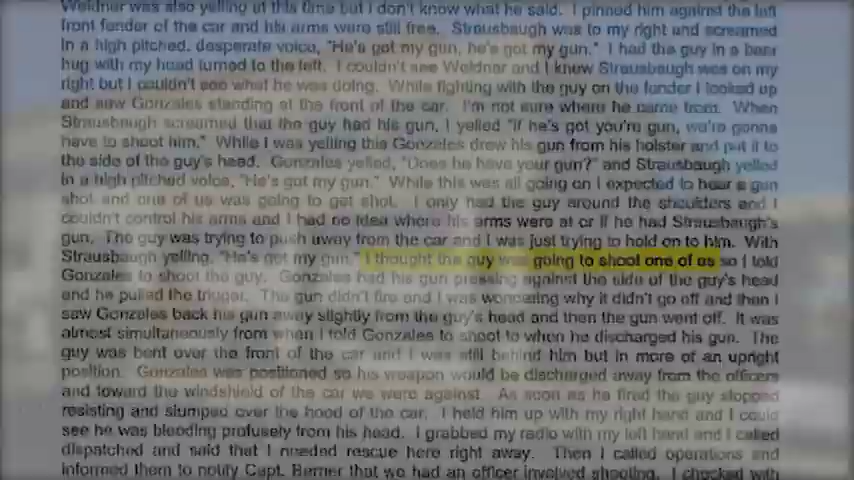 Weidner was also yelling at this time but I don't know what he said. I pinned him against the left
front fender of the car and his arms were still free. Strausbaugh was to my right and screamed
in a high pitched, desperate voice, "He's got my gun, he's got my gun." I had the guy in a bear
hug with my head turned to the left. I couldn't see Weidner and I knew Strausbaugh was on my
right but I couldn't see what he was doing. While fighting with the guy on the fender I looked up
and saw Gonzales standing at the front of the car. I'm not sure where he came from. When
Strausbaugh screamed that the guy had his gun, I yelled "If he's got you're gun, we're gonna
have to shoot him." While I was yelling this Gonzales drew his gun from his holster and put it to
the side of the guy's head. Gonzales yelled, "Does he have your gun?" and Strausbaugh yelled
in a high pitched voice, "He's got my gun." While this was all going on I expected to hear a gun
shot and one of us was going to get shot. I only had the guy around the shoulders and I
couldn't control his arms and I had no idea where his arms were at or if he had Strausbaugh's
gun. The guy was trying to push away from the car and I was just trying to hold on to him. With
Strausbaugh yelling, "He's got my gun," I thought the guy was going to shoot one of us so I told
Gonzales to shoot the guy. Gonzales had his gun pressing against the side of the guy's head
and he pulled the trigger. The gun didn't fire and I was wondering why it didn't go off and then I
saw Gonzales back his gun away slightly from the guy's head and then the gun went off. It was
almost simultaneously from when I told Gonzales to shoot to when he discharged his gun. The
guy was bent over the front of the car and I was still behind him but in more of an upright
position. Gonzales was positioned so his weapon would be discharged away from the officers
and toward the windshield of the car we were against. As soon as he fired the guy stopped
resisting and slumped over the hood of the car. I held him up with my right hand and I could
see he was bleeding profusely from his head. I grabbed my radio with my left hand and I called
dispatched and said that I needed rescue here right away. Then I called operations and
informed them to notify Capt. Berner that we had an officer involved shooting. I checked with